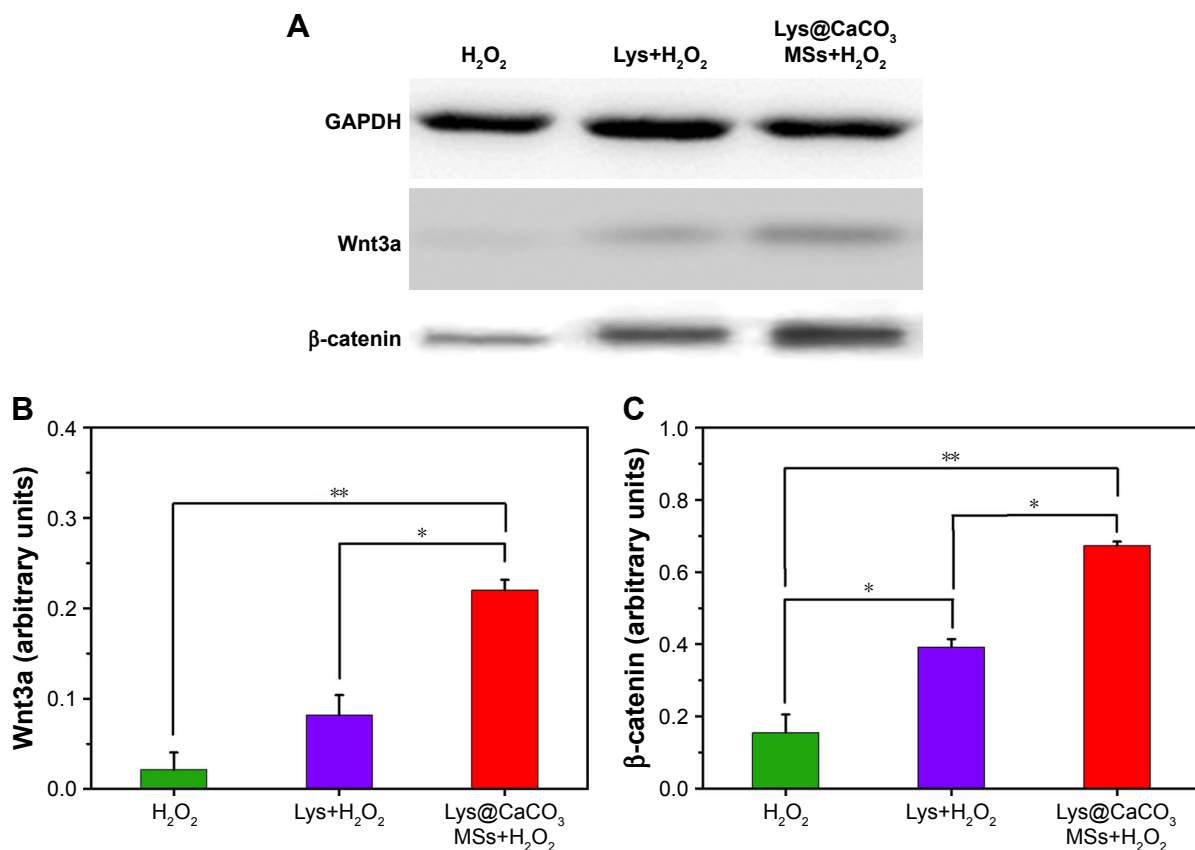 A
H₂O₂
Lys+H₂O₂
Lys@CaCO₃
MSs+H₂O₂
GAPDH
Wnt3a
β-catenin
B
Wnt3a (arbitrary units)
0.4
0.3
0.2
0.1
0.0
**
*
H₂O₂
Lys+H₂O₂
Lys@CaCO₃
MSs+H₂O₂
C
β-catenin (arbitrary units)
1.0
0.8
0.6
0.4
0.2
0.0
**
*
*
H₂O₂
Lys+H₂O₂
Lys@CaCO₃
MSs+H₂O₂